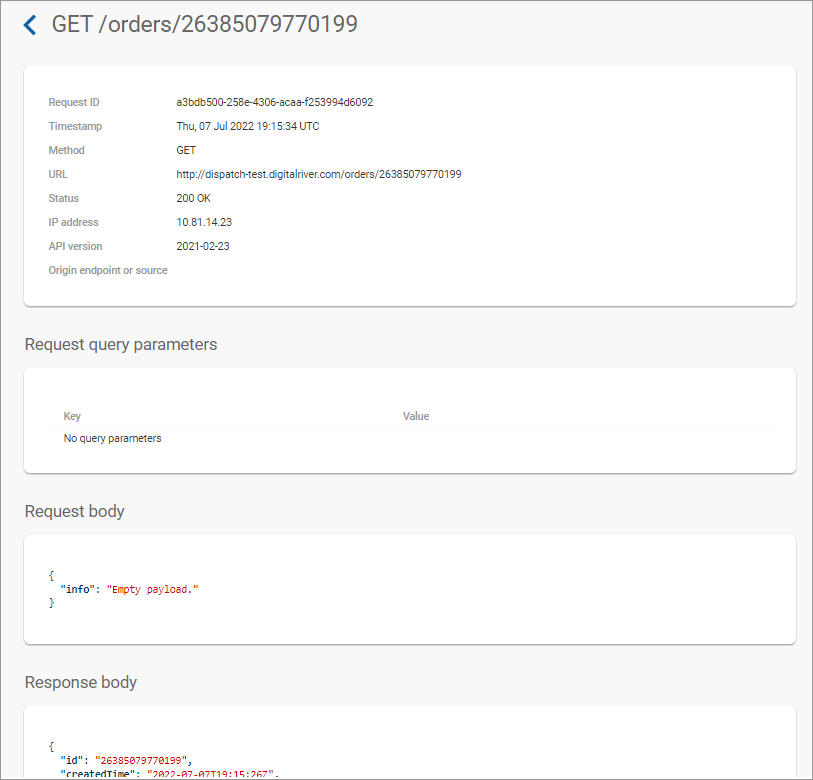 GET /orders/26385079770199
Request ID a3bdb500-258e-4306-acaa-f253994d6092
Timestamp Thu, 07 Jul 2022 19:15:34 UTC
Method GET
URL http://dispatch-test.digitalriver.com/orders/26385079770199
Status 200 OK
IP address 10.81.14.23
API version 2021-02-23
Origin endpoint or source
Request query parameters
Key Value
No query parameters
Request body
{
"info": "Empty payload."
}
Response body
{
"id": "26385079770199",
"createdTime": "2022-07-07T19:15:26Z",